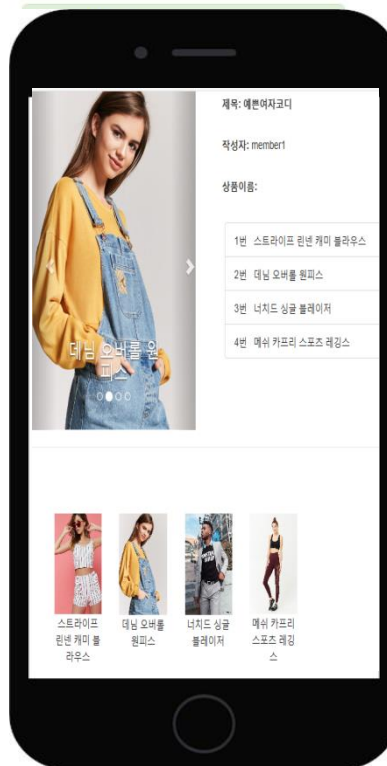 제목: 예쁜여자코디
작성자: member1
상품이름:
1번 스트라이프 린넨 캐미 블라우스
2번 데님 오버롤 원피스
3번 너치드 싱글 블레이저
4번 메쉬 카프리 스포츠 레깅스
데님 오버롤 원
피스
스트라이프
린넨 캐미 블
라우스
데님 오버롤
원피스
너치드 싱글
블레이저
메쉬 카프리
스포츠 레깅
스